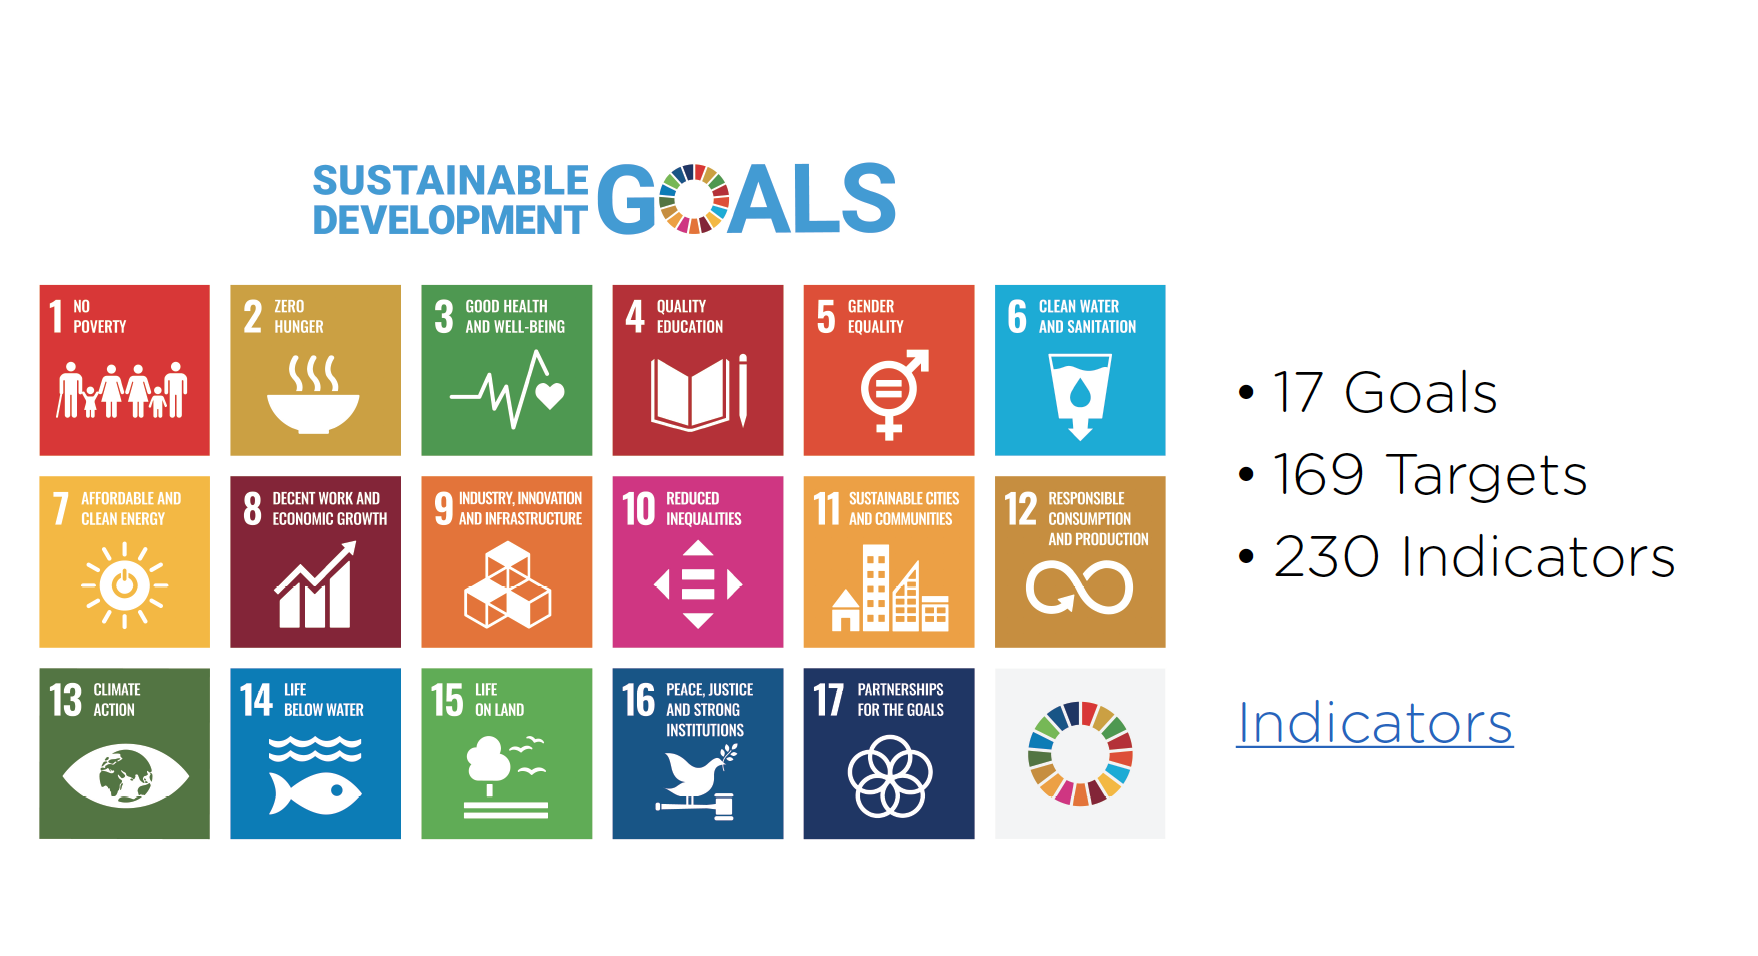 SUSTAINABLE
DEVELOPMENT
GOALS
1 NO
POVERTY
2 ZERO
HUNGER
3 GOOD HEALTH
AND WELL-BEING
4 QUALITY
EDUCATION
5 GENDER
EQUALITY
6 CLEAN WATER
AND SANITATION
7 AFFORDABLE AND
CLEAN ENERGY
8 DECENT WORK AND
ECONOMIC GROWTH
9 INDUSTRY, INNOVATION
AND INFRASTRUCTURE
10 REDUCED
INEQUALITIES
11 SUSTAINABLE CITIES
AND COMMUNITIES
12 RESPONSIBLE
CONSUMPTION
AND PRODUCTION
13 CLIMATE
ACTION
14 LIFE
BELOW WATER
15 LIFE
ON LAND
16 PEACE, JUSTICE
AND STRONG
INSTITUTIONS
17 PARTNERSHIPS
FOR THE GOALS
• 17 Goals
• 169 Targets
• 230 Indicators
Indicators